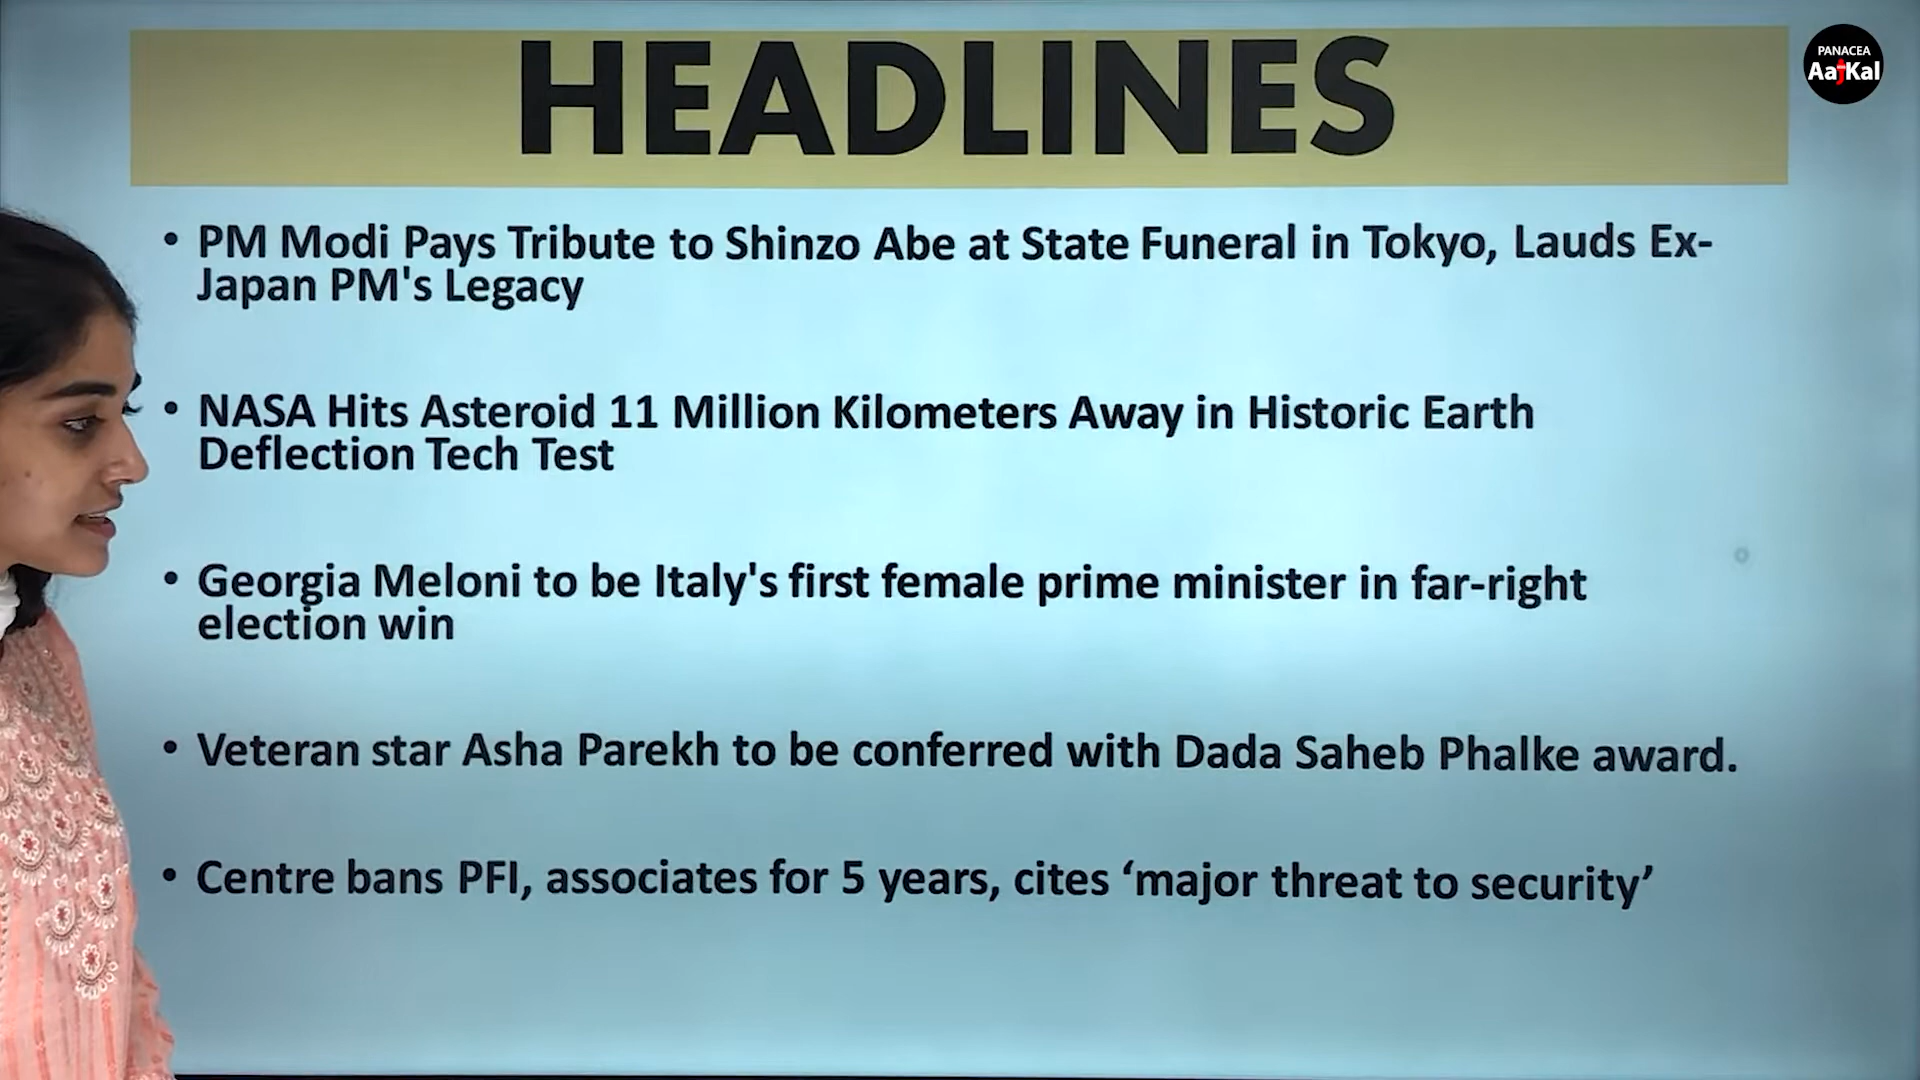 HEADLINES
PANACEA
AajKal
• PM Modi Pays Tribute to Shinzo Abe at State Funeral in Tokyo, Lauds Ex-
Japan PM's Legacy
• NASA Hits Asteroid 11 Million Kilometers Away in Historic Earth
Deflection Tech Test
• Georgia Meloni to be Italy's first female prime minister in far-right
election win
• Veteran star Asha Parekh to be conferred with Dada Saheb Phalke award.
• Centre bans PFI, associates for 5 years, cites ‘major threat to security’